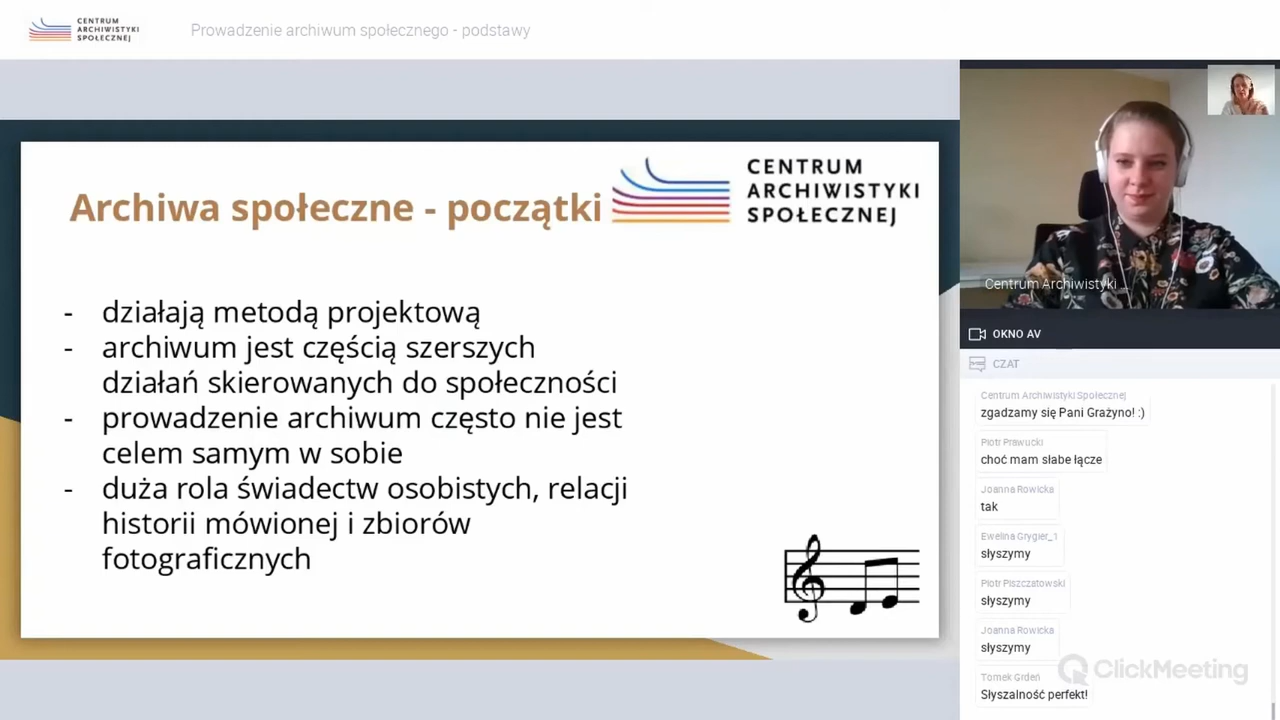 CENTRUM
ARCHIWISTYKI
SPOŁECZNEJ
Prowadzenie archiwum społecznego - podstawy
Archiwa społeczne - początki
CENTRUM
ARCHIWISTYKI
SPOŁECZNEJ
- działają metodą projektową
- archiwum jest częścią szerszych
działań skierowanych do społeczności
- prowadzenie archiwum często nie jest
celem samym w sobie
- duża rola świadectw osobistych, relacji
historii mówionej i zbiorów
fotograficznych
Centrum Archiwistyki ...
OKNO AV
CZAT
Centrum Archiwistyki Społecznej
zgadzamy się Pani Grażyno! :)
Piotr Prawucki
choć mam słabe łącze
Joanna Rowicka
tak
Ewelina Grygier_1
słyszymy
Piotr Piszczatowski
słyszymy
Joanna Rowicka
słyszymy
Tomek Grdeń
Słyszalność perfekt!
ClickMeeting